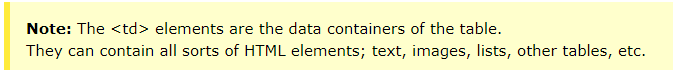 Note: The <td> elements are the data containers of the table.
They can contain all sorts of HTML elements; text, images, lists, other tables, etc.